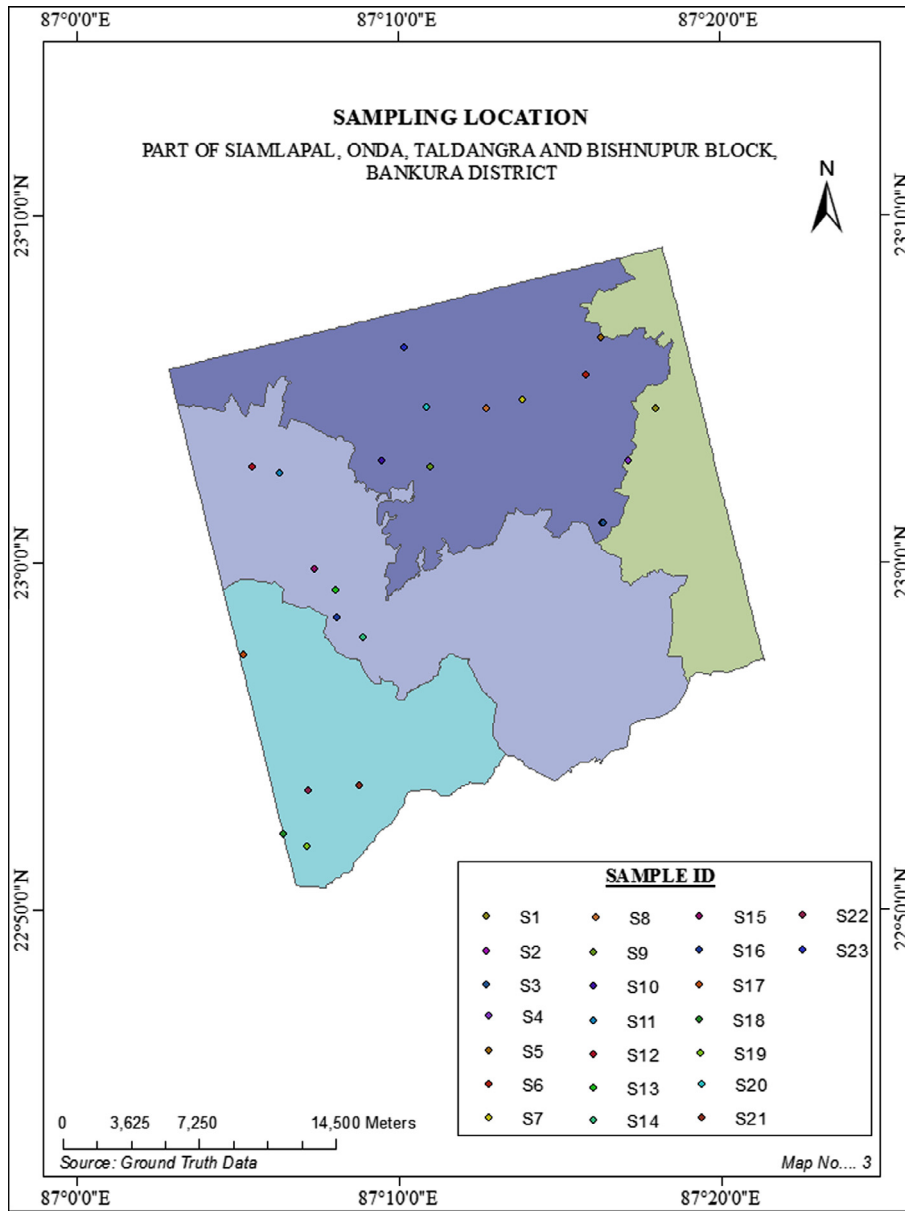 87°0'0"E 87°10'0"E 87°20'0"E
SAMPLING LOCATION
PART OF SIAMLAPAL, ONDA, TALDANGRA AND BISHNUPUR BLOCK,
BANKURA DISTRICT
N
23°10'0"N 23°10'0"N
23°0'0"N 23°0'0"N
22°50'0"N 22°50'0"N
SAMPLE ID
S1 S8 S15 S22
S2 S9 S16 S23
S3 S10 S17
S4 S11 S18
S5 S12 S19
S6 S13 S20
S7 S14 S21
0 3,625 7,250 14,500 Meters
Source: Ground Truth Data
Map No.... 3
87°0'0"E 87°10'0"E 87°20'0"E